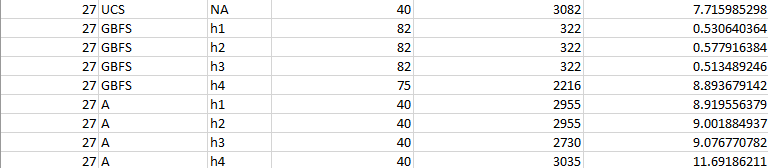 27 UCS NA 40 3082 7.715985298
27 GBFS h1 82 322 0.530640364
27 GBFS h2 82 322 0.577916384
27 GBFS h3 82 322 0.513489246
27 GBFS h4 75 2216 8.893679142
27 A h1 40 2955 8.919556379
27 A h2 40 2955 9.001884937
27 A h3 40 2730 9.076770782
27 A h4 40 3035 11.69186211